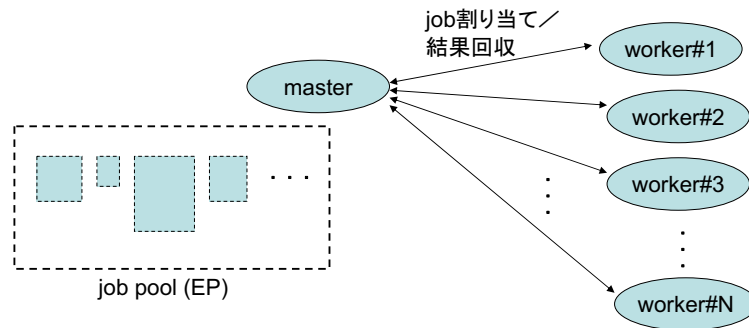 job割り当て／
結果回収
master
worker#1
worker#2
worker#3
worker#N
job pool (EP)